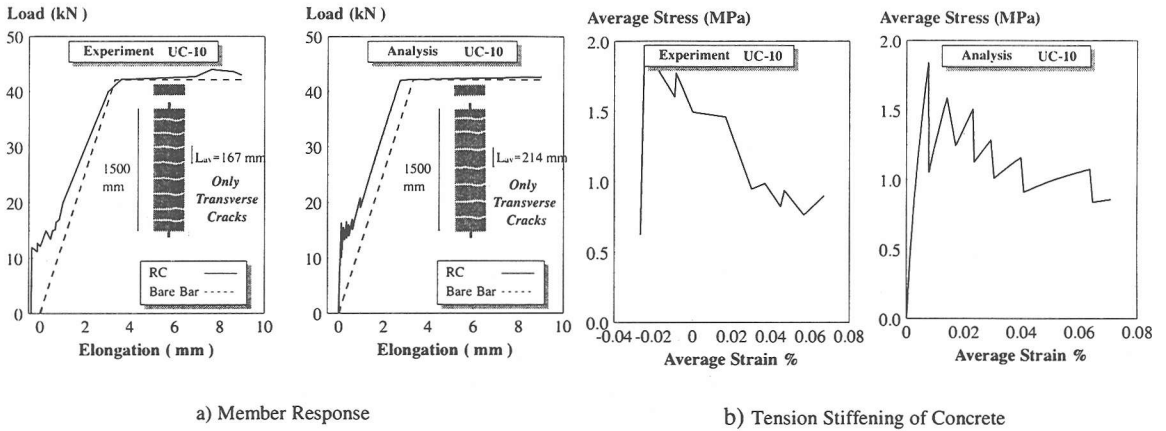 Load (kN )
50
40
30
20
10
0
0
2
4
6
8
10
Elongation ( mm )
Experiment UC-10
1500
mm
Lav=167 mm
Only
Transverse
Cracks
RC
Bare Bar
Load (kN )
50
40
30
20
10
0
0
2
4
6
8
10
Elongation ( mm )
Analysis UC-10
1500
mm
Lav=214 mm
Only
Transverse
Cracks
RC
Bare Bar
a) Member Response
Average Stress (MPa)
2.0
1.5
1.0
0.5
0.0
-0.04 -0.02 0 0.02 0.04 0.06 0.08
Average Strain %
Experiment UC-10
Average Stress (MPa)
2.0
1.5
1.0
0.5
0.0
0 0.02 0.04 0.06 0.08
Average Strain %
Analysis UC-10
b) Tension Stiffening of Concrete